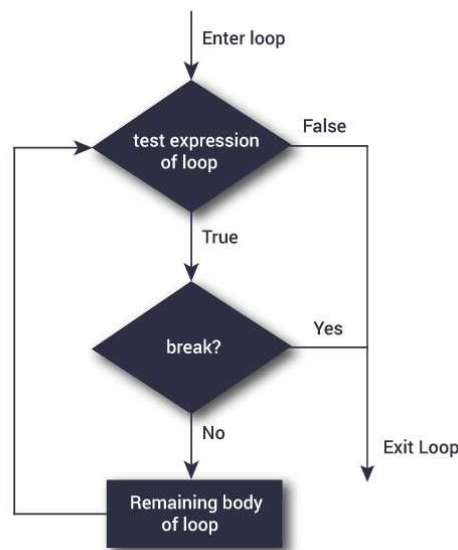 Enter loop
test expression
of loop
False
True
break?
Yes
No
Exit Loop
Remaining body
of loop